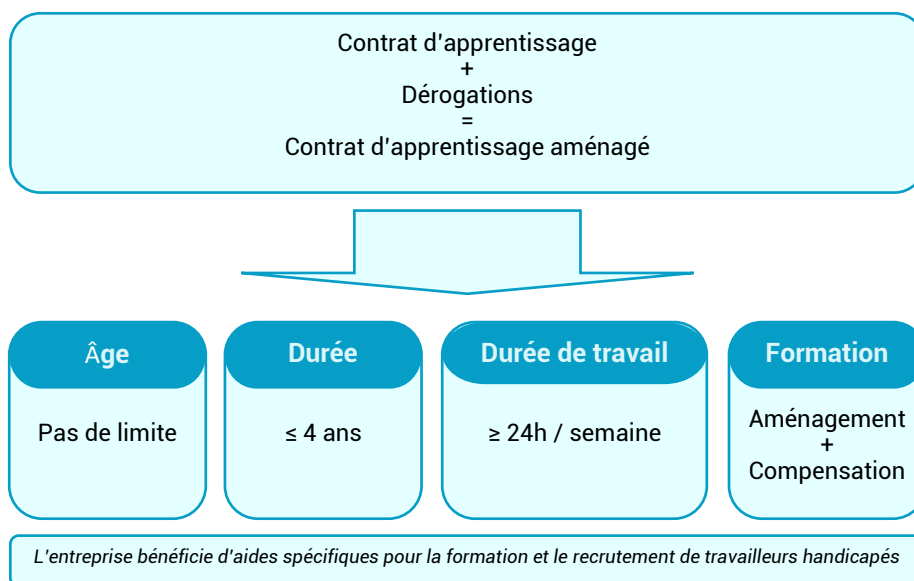 Contrat d'apprentissage
+
Dérogations
=
Contrat d'apprentissage aménagé
Âge
Pas de limite
Durée
≤ 4 ans
Durée de travail
≥ 24h / semaine
Formation
Aménagement
+
Compensation
L'entreprise bénéficie d'aides spécifiques pour la formation et le recrutement de travailleurs handicapés